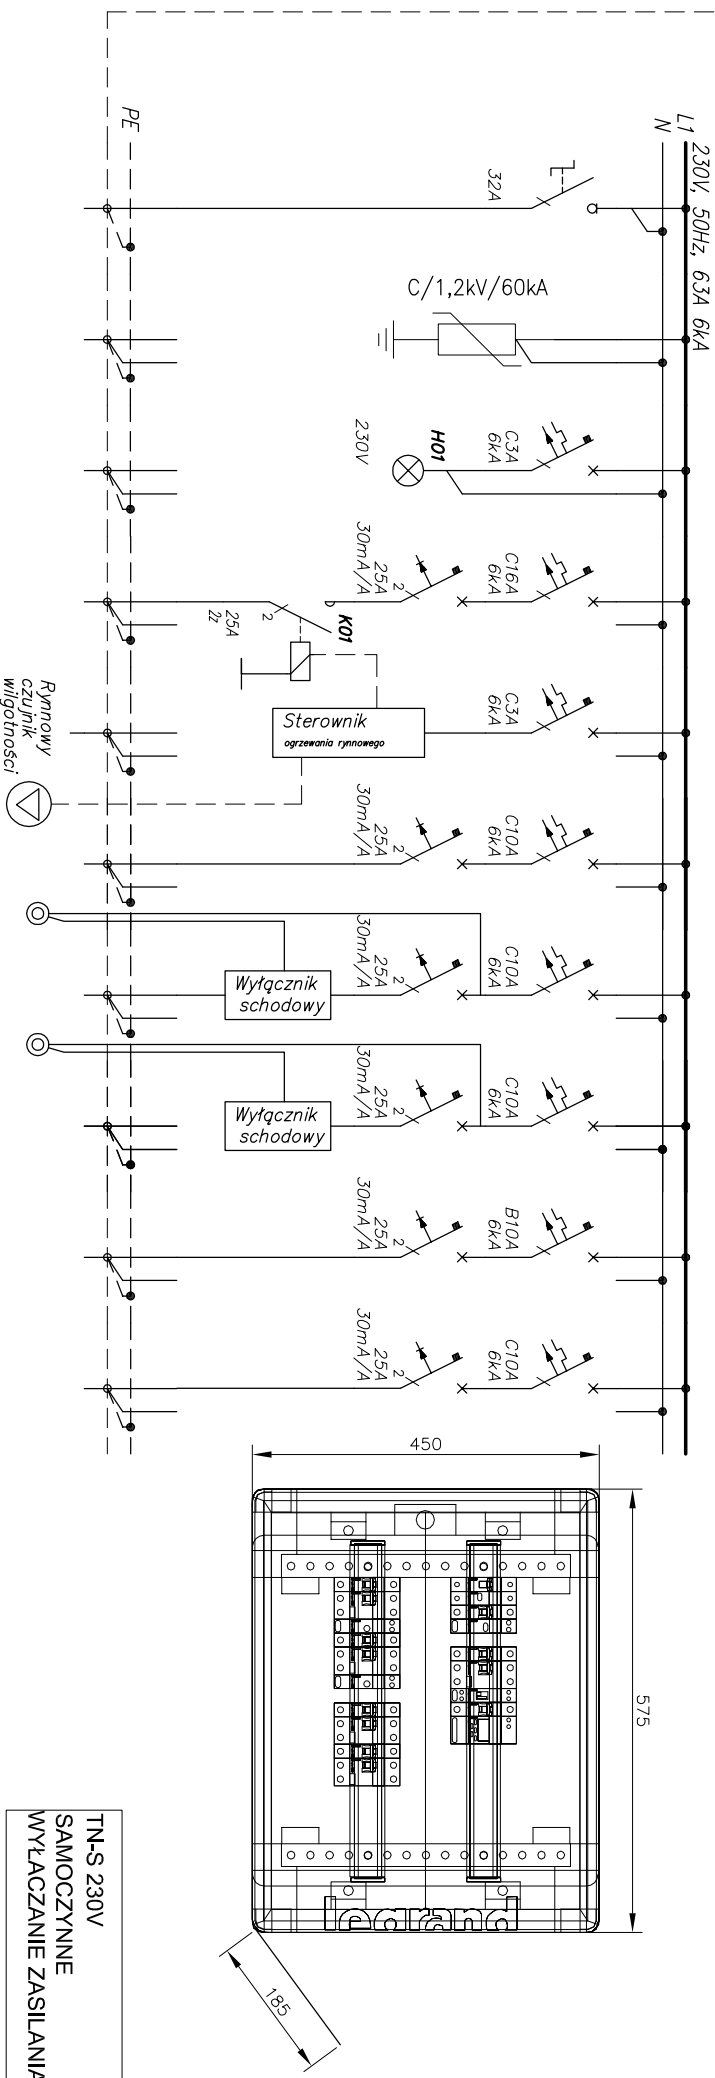 L1
N
230V, 50Hz, 63A 6kA
PE
32A
C/1,2kV/60kA
C3A
6kA
H01
230V
C16A
6kA
25A
30mA/A
2
K01
2
25A
2z
C3A
6kA
Sterownik
ogrzewania rynnowego
Rynnowy
czujnik
wilgotności
C10A
6kA
25A
30mA/A
2
C10A
6kA
25A
30mA/A
2
Wyłącznik
schodowy
C10A
6kA
25A
30mA/A
2
Wyłącznik
schodowy
B10A
6kA
25A
30mA/A
2
C10A
6kA
25A
30mA/A
2
450
575
185
legrand
TN-S 230V
SAMOCZYNNE
WYŁACZANIE ZASILANIA